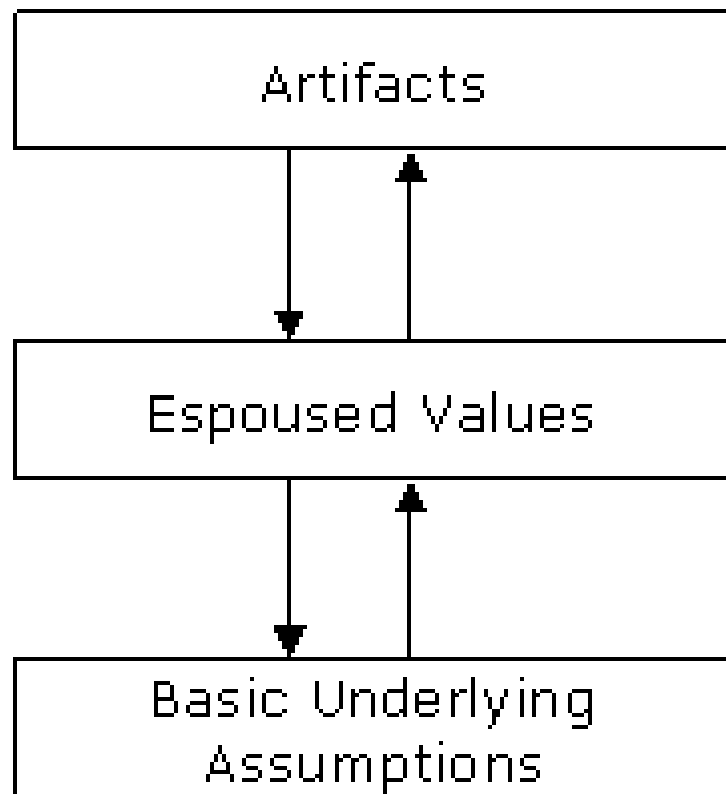 Artifacts
Espoused Values
Basic Underlying
Assumptions